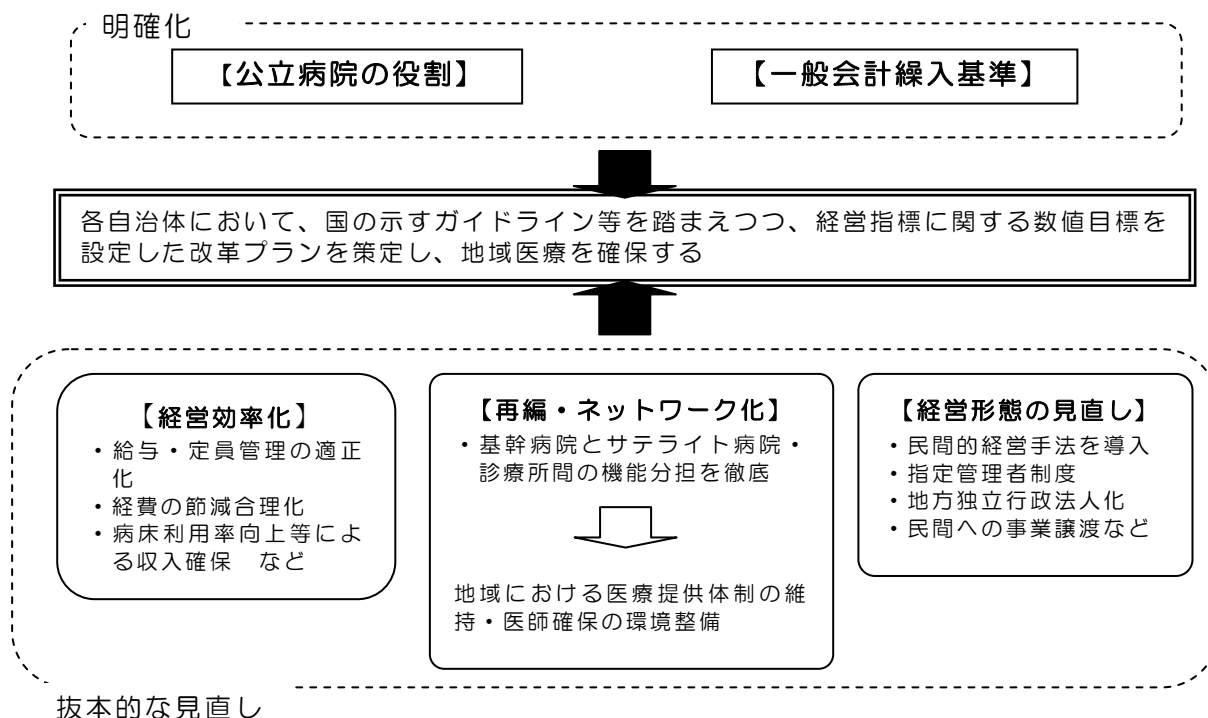 明確化
【公立病院の役割】
【一般会計繰入基準】
各自治体において、国の示すガイドライン等を踏まえつつ、経営指標に関する数値目標を
設定した改革プランを策定し、地域医療を確保する
【経営効率化】
・給与・定員管理の適正
化
・経費の節減合理化
・病床利用率向上等によ
る収入確保　など
【再編・ネットワーク化】
・基幹病院とサテライト病院・
診療所間の機能分担を徹底
地域における医療提供体制の維
持・医師確保の環境整備
【経営形態の見直し】
・民間的経営手法を導入
・指定管理者制度
・地方独立行政法人化
・民間への事業譲渡など
抜本的な見直し